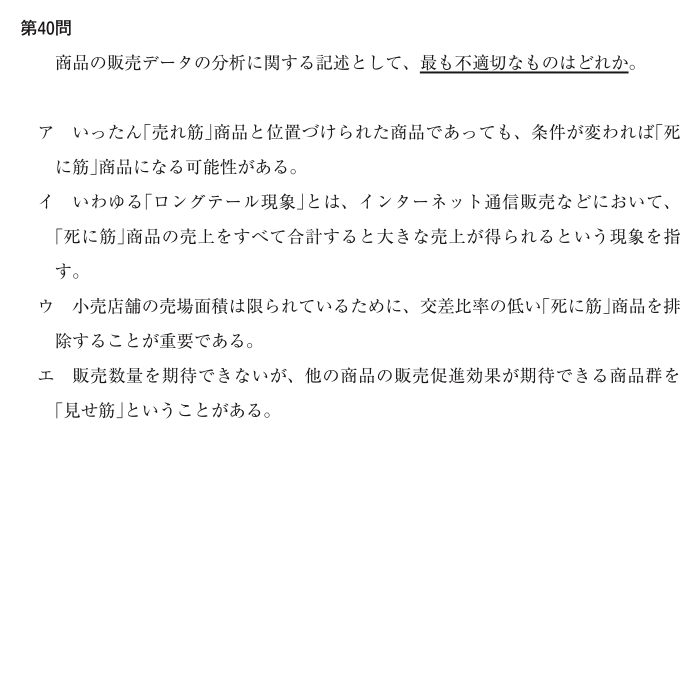 第40問
商品の販売データの分析に関する記述として、最も不適切なものはどれか。
ア　いったん「売れ筋」商品と位置づけられた商品であっても、条件が変われば「死
に筋」商品になる可能性がある。
イ　いわゆる「ロングテール現象」とは、インターネット通信販売などにおいて、
「死に筋」商品の売上をすべて合計すると大きな売上が得られるという現象を指
す。
ウ　小売店舗の売場面積は限られているために、交差比率の低い「死に筋」商品を排
除することが重要である。
エ　販売数量を期待できないが、他の商品の販売促進効果が期待できる商品群を
「見せ筋」ということがある。